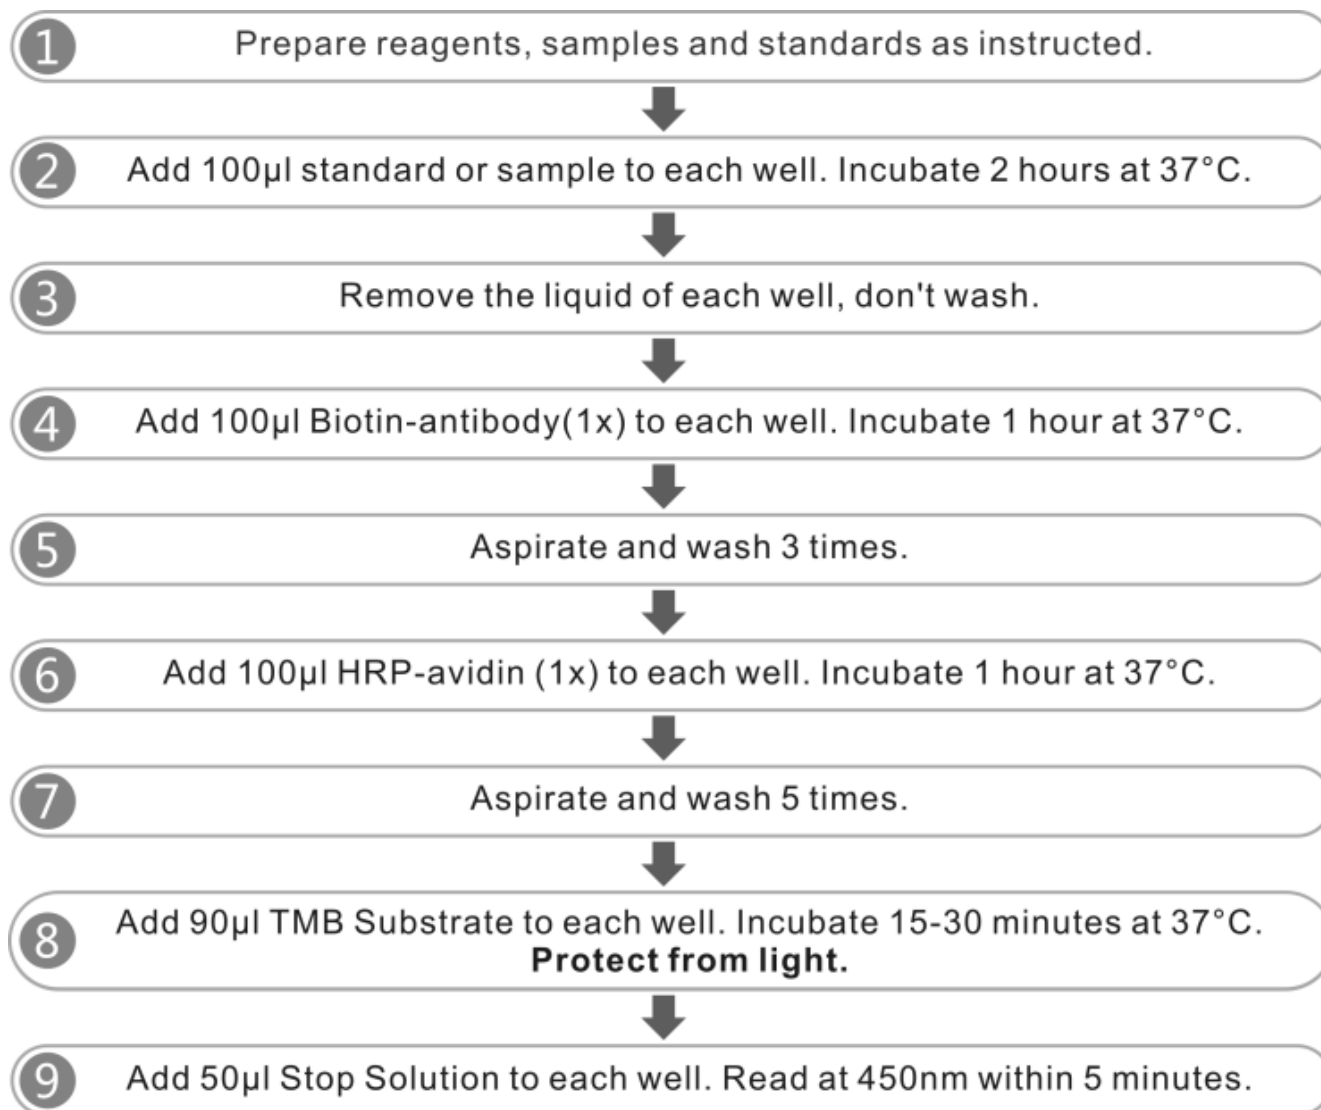 1 Prepare reagents, samples and standards as instructed.
2 Add 100µl standard or sample to each well. Incubate 2 hours at 37°C.
3 Remove the liquid of each well, don't wash.
4 Add 100µl Biotin-antibody(1x) to each well. Incubate 1 hour at 37°C.
5 Aspirate and wash 3 times.
6 Add 100µl HRP-avidin (1x) to each well. Incubate 1 hour at 37°C.
7 Aspirate and wash 5 times.
8 Add 90µl TMB Substrate to each well. Incubate 15-30 minutes at 37°C.
Protect from light.
9 Add 50µl Stop Solution to each well. Read at 450nm within 5 minutes.